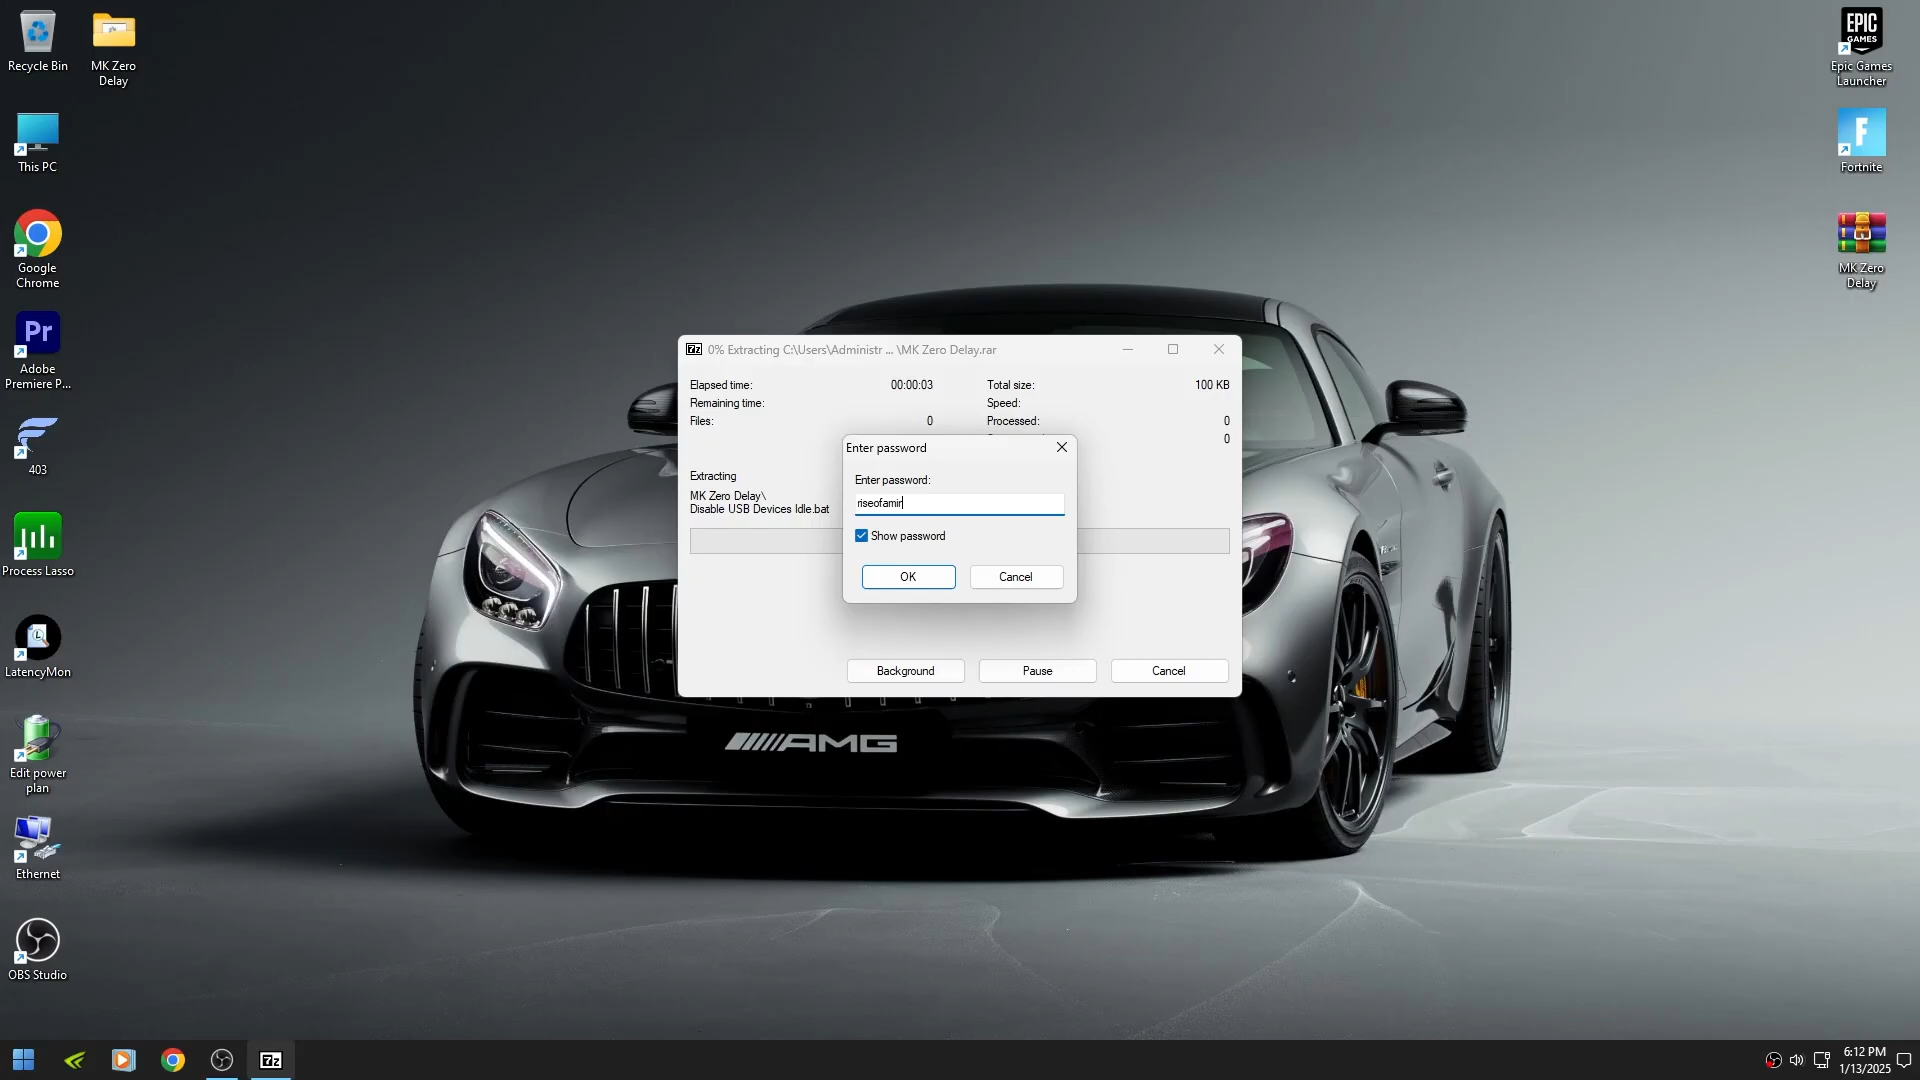 Recycle Bin
MK Zero
Delay
This PC
Google
Chrome
Pr
Adobe
Premiere P...
403
Process Lasso
LatencyMon
Edit power
plan
Ethernet
OBS Studio
EPIC
GAMES
Epic Games
Launcher
F
Fortnite
MK Zero
Delay
7z 0% Extracting C:\Users\Administr ... \MK Zero Delay.rar
Elapsed time: 00:00:03 Total size: 100 KB
Remaining time: Speed:
Files: 0 Processed: 0
0
Extracting
MK Zero Delay\
Disable USB Devices Idle.bat
Enter password
Enter password:
riseofamir
Show password
OK Cancel
Background Pause Cancel
AMG
7z
6:12 PM
1/13/2025